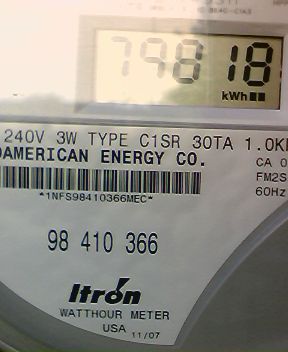 79818
kWh
240V 3W TYPE C1SR 30TA 1.0K
DAMERICAN ENERGY CO.
CA 0
FM2S
60Hz
*1NFS98410366MEC*
98 410 366
Itron
WATTHOUR METER
USA 11/07